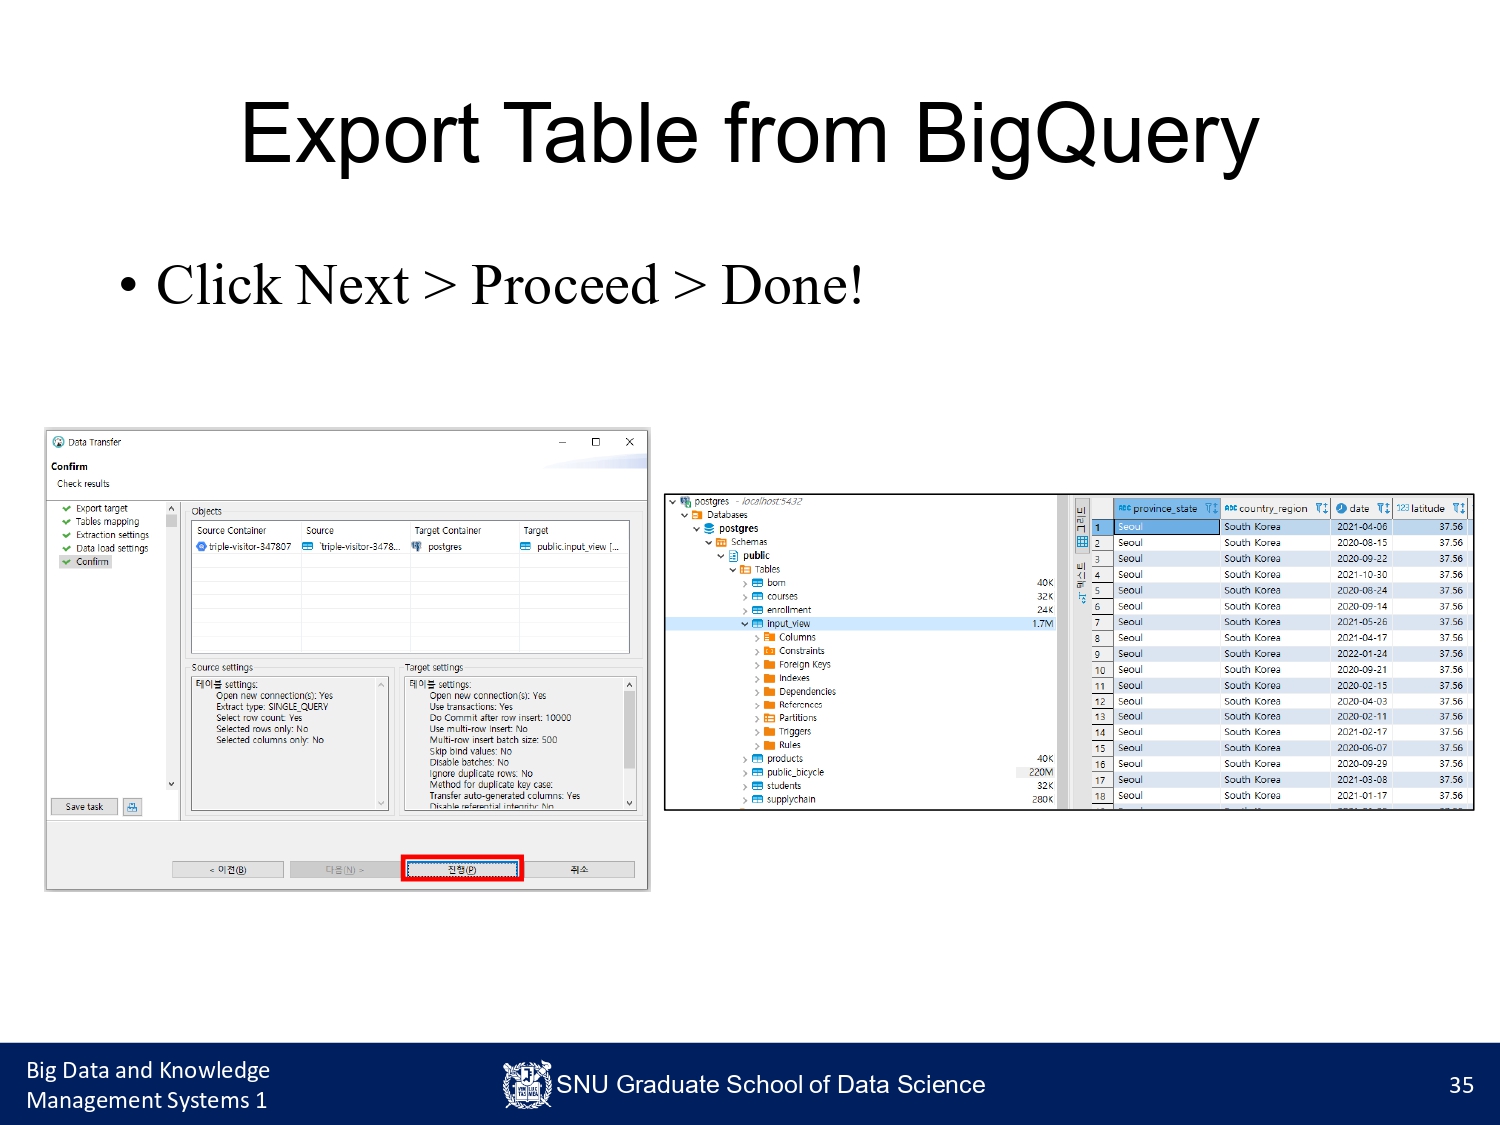 Export Table from BigQuery
• Click Next > Proceed > Done!
Data Transfer
Confirm
Check results
Export target
Tables mapping
Extraction settings
Data load settings
Confirm
Save task
Objects
Source Container Source Target Container Target
triple-visitor-347807 `triple-visitor-3478... postgres public.input_view [...
Source settings
테이블 settings:
Open new connection(s): Yes
Extract type: SINGLE_QUERY
Select row count: Yes
Selected rows only: No
Selected columns only: No
Target settings
테이블 settings:
Open new connection(s): Yes
Use transactions: Yes
Do Commit after row insert: 10000
Use multi-row insert: No
Multi-row insert batch size: 500
Skip bind values: No
Disable batches: No
Ignore duplicate rows: No
Method for duplicate key case:
Transfer auto-generated columns: Yes
Disable referential integrity: No
< 이전(B) 다음(N) > 진행(P) 취소
postgres - localhost:5432
Databases
postgres
Schemas
public
Tables
bom 40K
courses 32K
enrollment 24K
input_view 1.7M
Columns
Constraints
Foreign Keys
Indexes
Dependencies
References
Partitions
Triggers
Rules
products 40K
public_bicycle 220M
students 32K
supplychain 280K
그리드
텍스트
ABC province_state ABC country_region date 123 latitude
1 Seoul South Korea 2021-04-06 37.56
2 Seoul South Korea 2020-08-15 37.56
3 Seoul South Korea 2020-09-22 37.56
4 Seoul South Korea 2021-10-30 37.56
5 Seoul South Korea 2020-08-24 37.56
6 Seoul South Korea 2020-09-14 37.56
7 Seoul South Korea 2021-05-26 37.56
8 Seoul South Korea 2021-04-17 37.56
9 Seoul South Korea 2022-01-24 37.56
10 Seoul South Korea 2020-09-21 37.56
11 Seoul South Korea 2020-02-15 37.56
12 Seoul South Korea 2020-04-03 37.56
13 Seoul South Korea 2020-02-11 37.56
14 Seoul South Korea 2021-02-17 37.56
15 Seoul South Korea 2020-06-07 37.56
16 Seoul South Korea 2020-09-29 37.56
17 Seoul South Korea 2021-03-08 37.56
18 Seoul South Korea 2021-01-17 37.56
Big Data and Knowledge
Management Systems 1
SNU Graduate School of Data Science
35